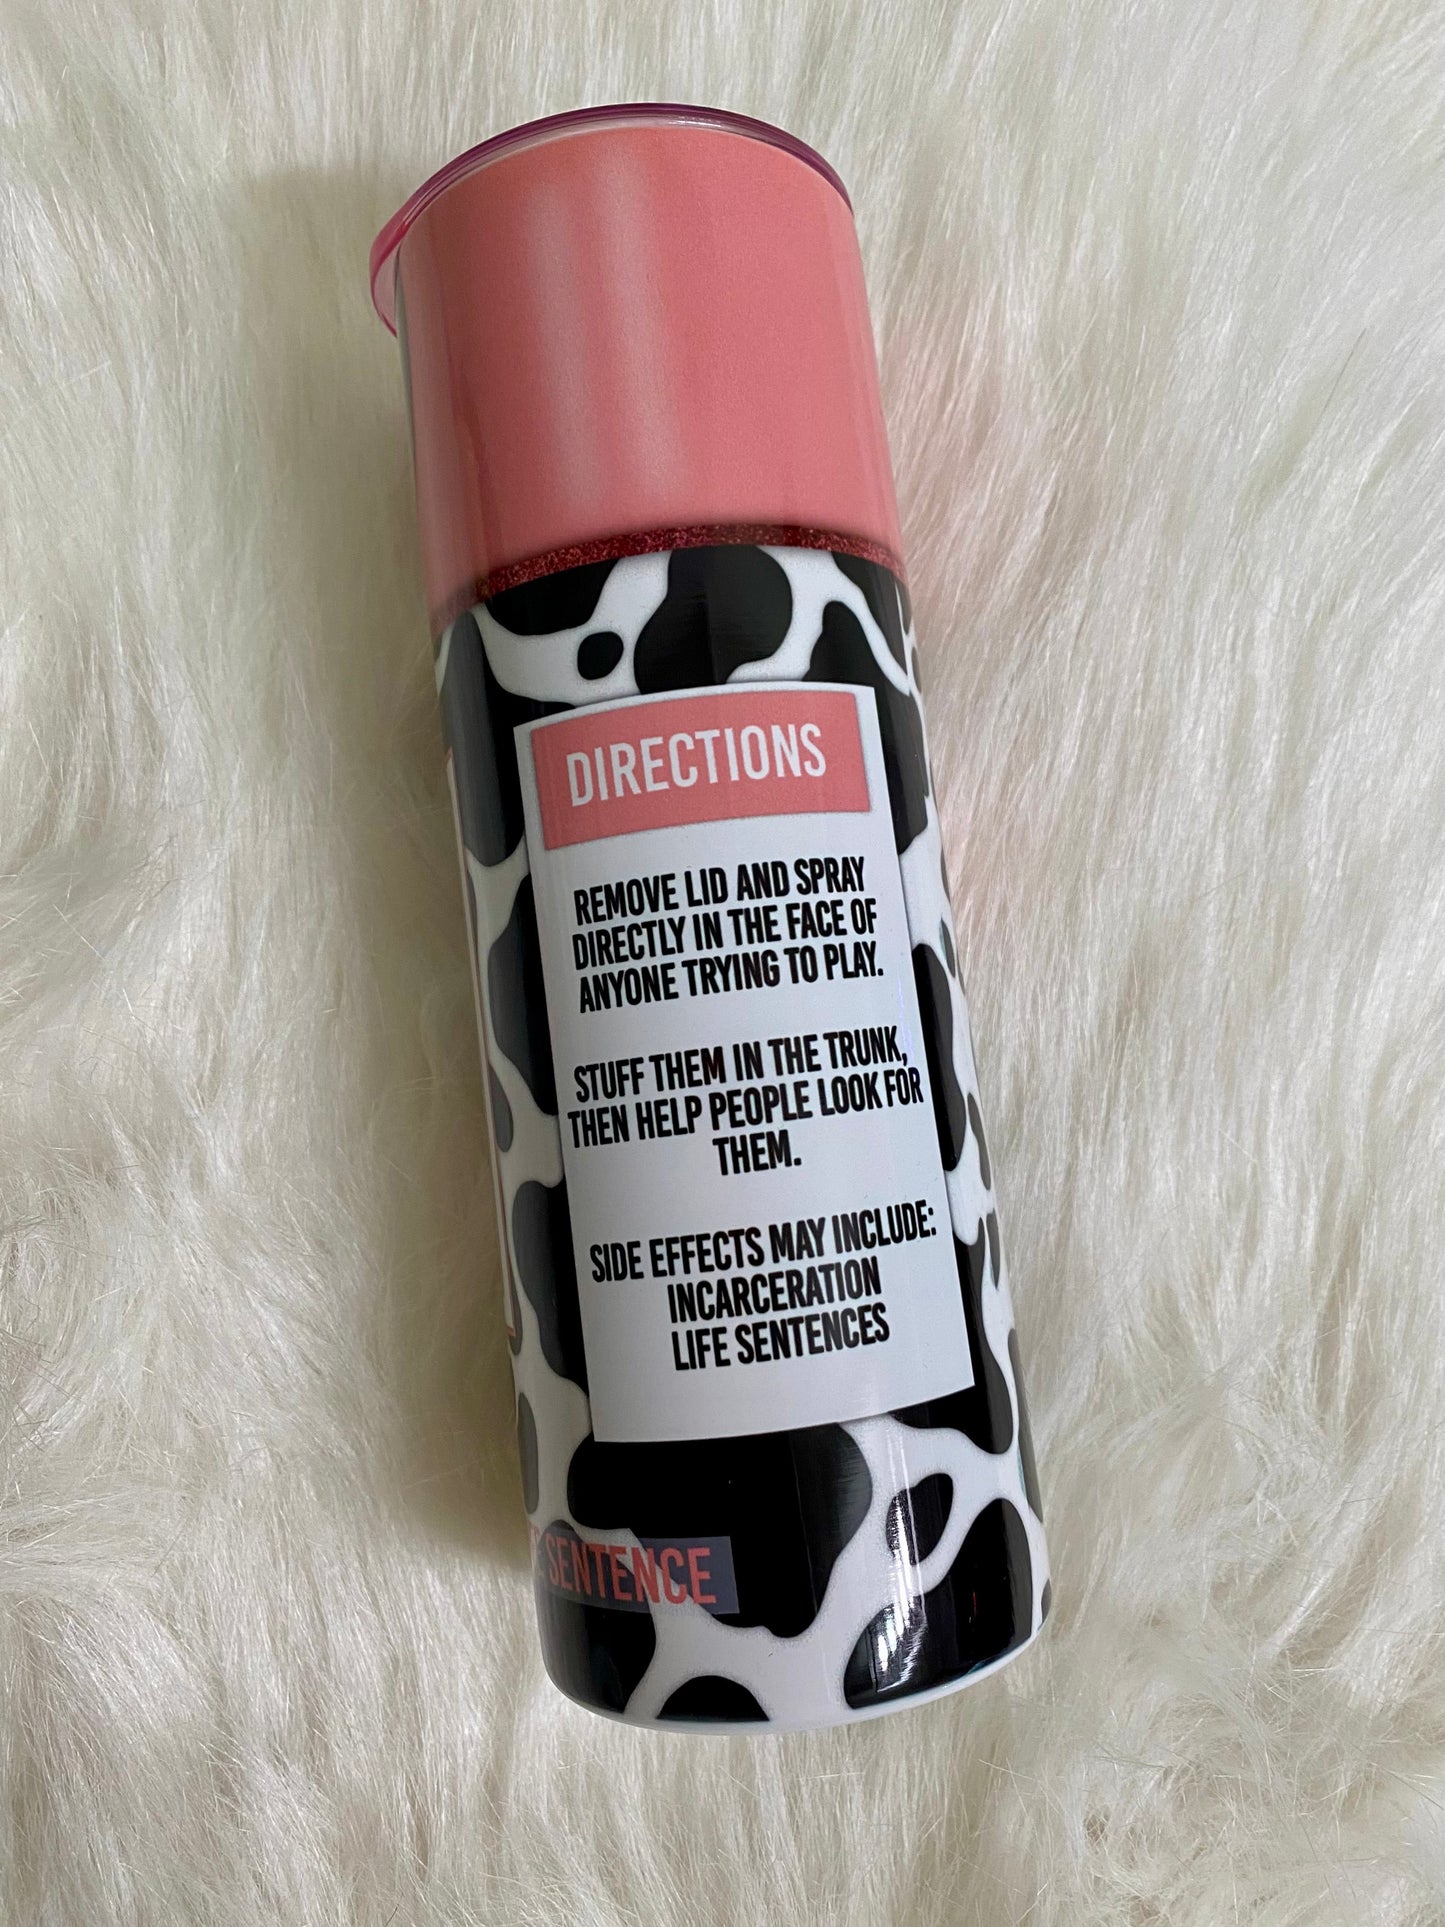 DIRECTIONS
REMOVE LID AND SPRAY
DIRECTLY IN THE FACE OF
ANYONE TRYING TO PLAY.
STUFF THEM IN THE TRUNK,
THEN HELP PEOPLE LOOK FOR
THEM.
SIDE EFFECTS MAY INCLUDE:
INCARCERATION
LIFE SENTENCES
SENTENCE